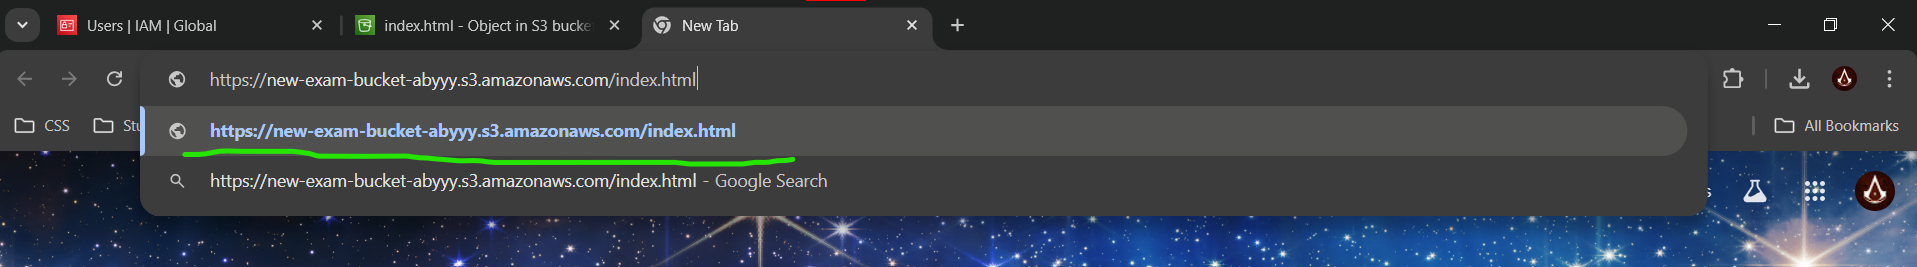 Users | IAM | Global
index.html - Object in S3 bucke
New Tab
https://new-exam-bucket-abyyy.s3.amazonaws.com/index.html
CSS
Stu
https://new-exam-bucket-abyyy.s3.amazonaws.com/index.html
All Bookmarks
https://new-exam-bucket-abyyy.s3.amazonaws.com/index.html - Google Search
s